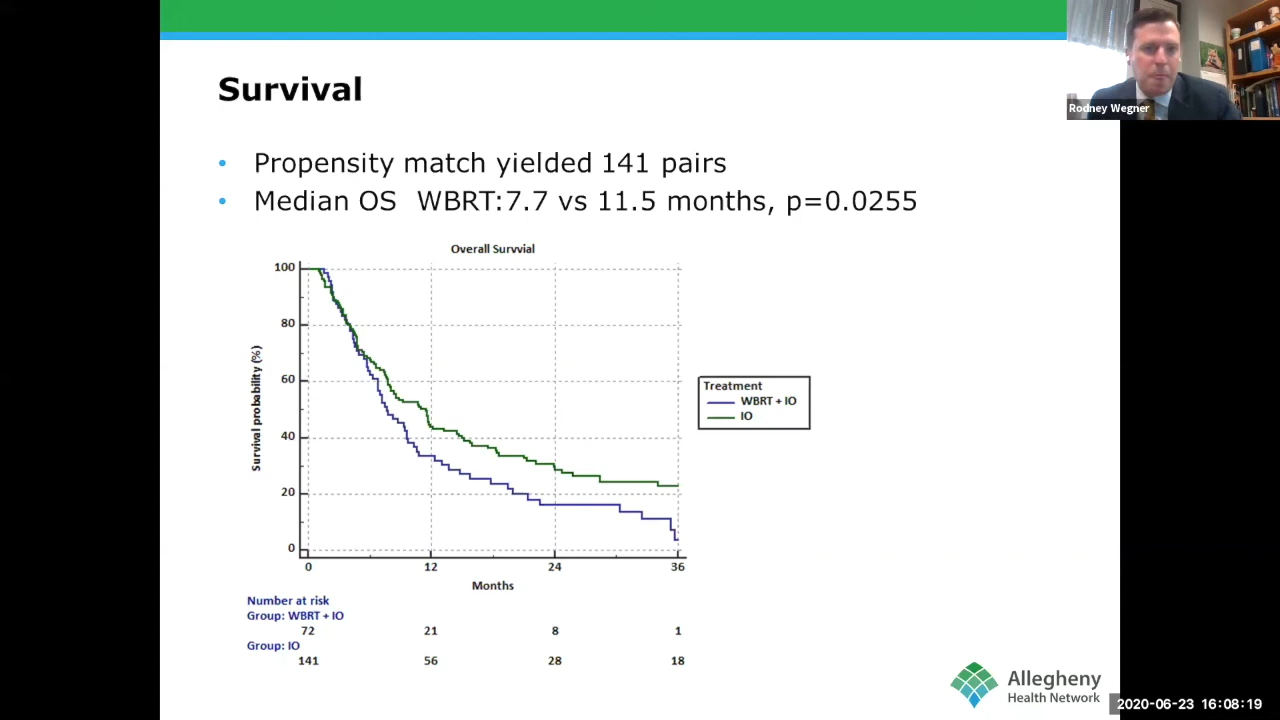 Rodney Wegner
Survival
• Propensity match yielded 141 pairs
• Median OS WBRT:7.7 vs 11.5 months, p=0.0255
Overall Survvial
100
80
60
40
20
0
Survival probability (%)
0 12 24 36
Months
Treatment
WBRT + IO
IO
Number at risk
Group: WBRT + IO
72 21 8 1
Group: IO
141 56 28 18
Allegheny
Health Network
2020-06-23 16:08:19